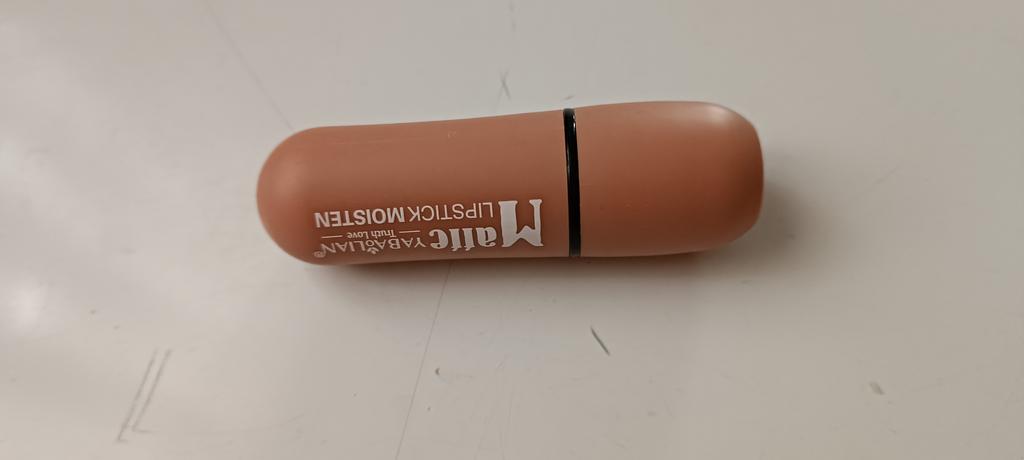 YABAOLIAN®
Truth Love
Matte
LIPSTICK MOISTEN